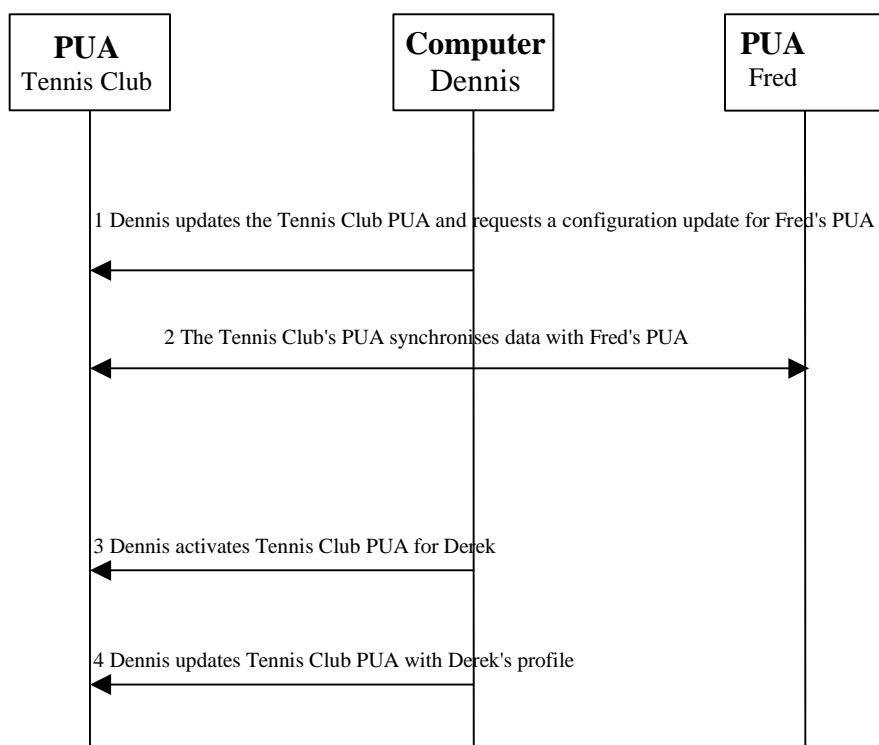 PUA
Tennis Club
Computer
Dennis
PUA
Fred
1 Dennis updates the Tennis Club PUA and requests a configuration update for Fred's PUA
2 The Tennis Club's PUA synchronises data with Fred's PUA
3 Dennis activates Tennis Club PUA for Derek
4 Dennis updates Tennis Club PUA with Derek's profile